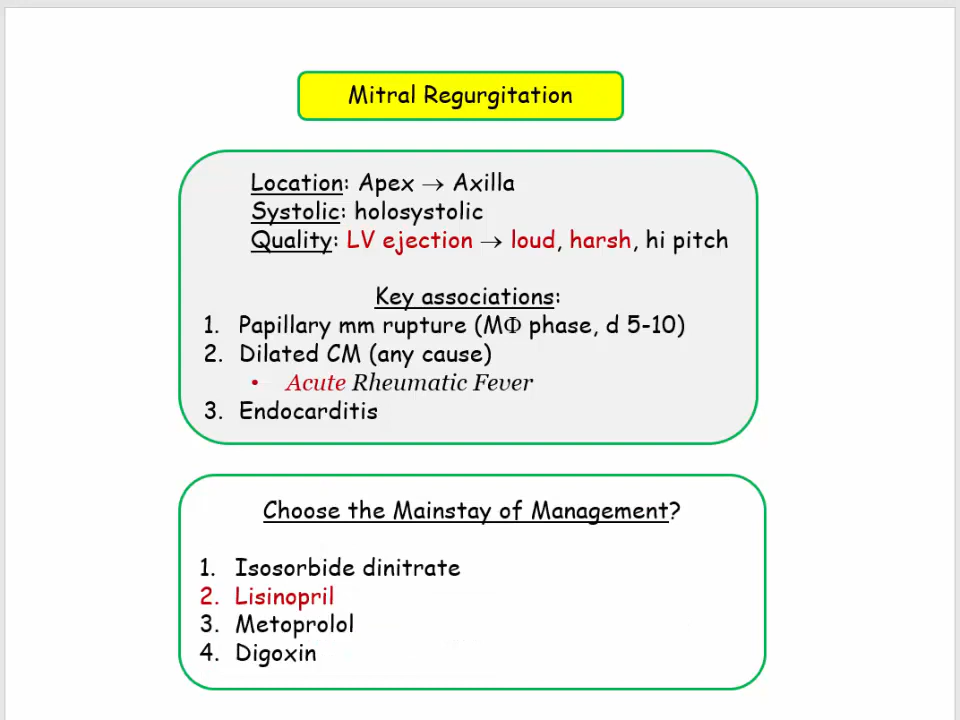 Mitral Regurgitation
Location: Apex → Axilla
Systolic: holosystolic
Quality: LV ejection → loud, harsh, hi pitch
Key associations:
1. Papillary mm rupture (MΦ phase, d 5-10)
2. Dilated CM (any cause)
• Acute Rheumatic Fever
3. Endocarditis
Choose the Mainstay of Management?
1. Isosorbide dinitrate
2. Lisinopril
3. Metoprolol
4. Digoxin